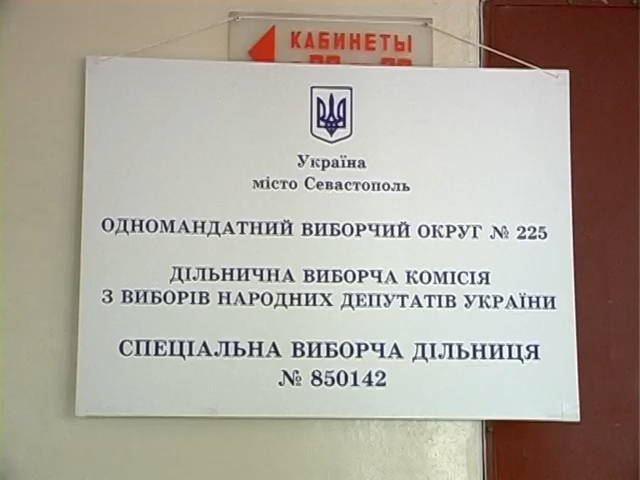 КАБИНЕТЫ
Україна
місто Севастополь
ОДНОМАНДАТНИЙ ВИБОРЧИЙ ОКРУГ № 225
ДІЛЬНИЧНА ВИБОРЧА КОМІСІЯ
З ВИБОРІВ НАРОДНИХ ДЕПУТАТІВ УКРАЇНИ
СПЕЦІАЛЬНА ВИБОРЧА ДІЛЬНИЦЯ
№ 850142